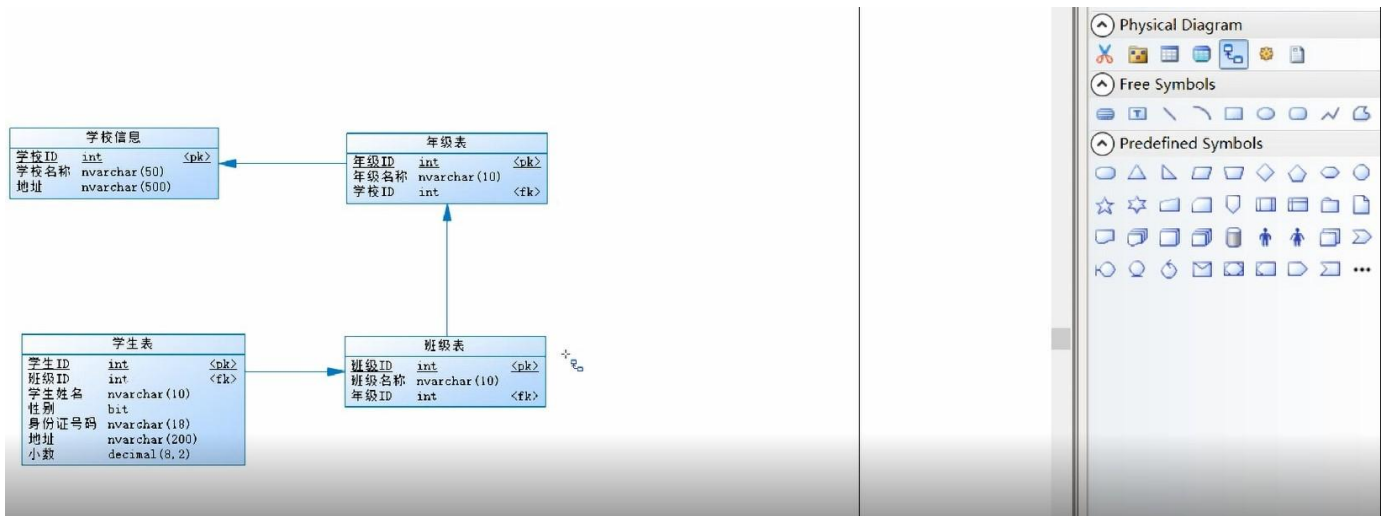 学校信息
学校ID int <pk>
学校名称 nvarchar(50)
地址 nvarchar(500)
年级表
年级ID int <pk>
年级名称 nvarchar(10)
学校ID int <fk>
学生表
学生ID int <pk>
班级ID int <fk>
学生姓名 nvarchar(10)
性别 bit
身份证号码 nvarchar(18)
地址 nvarchar(200)
小数 decimal(8,2)
班级表
班级ID int <pk>
班级名称 nvarchar(10)
年级ID int <fk>
Physical Diagram
Free Symbols
Predefined Symbols